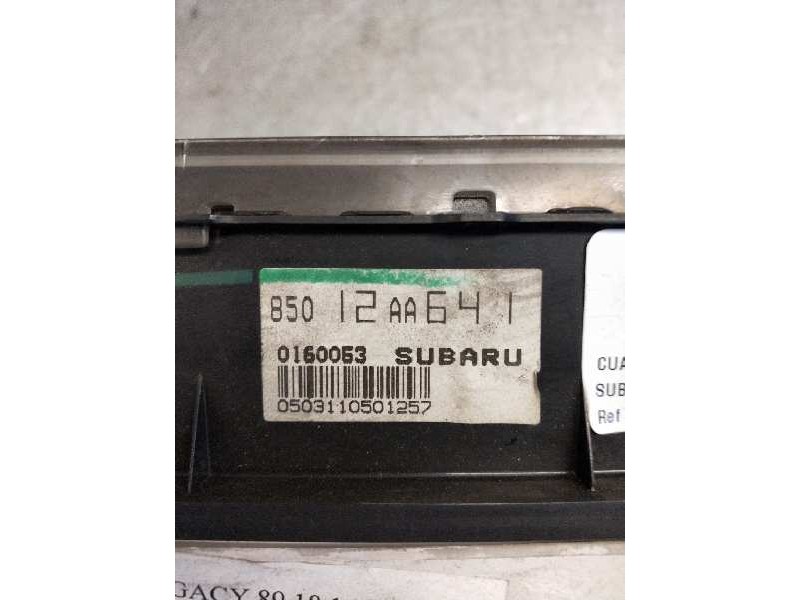 850 12 AA 641
0160053 SUBARU
0503110501257
CUA
SUB
Ref
GACY 89